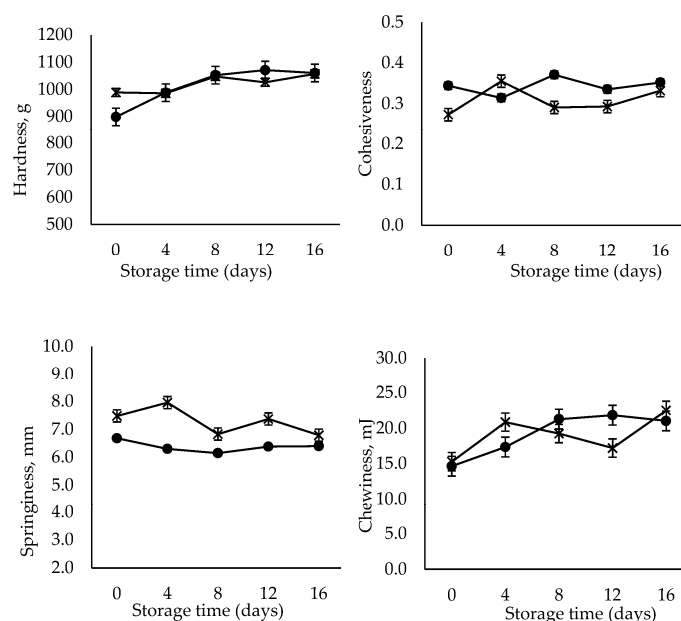 1200
1100
1000
900
800
700
600
500
Hardness, g
0 4 8 12 16
Storage time (days)
0.5
0.4
0.3
0.2
0.1
0.0
Cohesiveness
0 4 8 12 16
Storage time (days)
10.0
9.0
8.0
7.0
6.0
5.0
4.0
3.0
2.0
Springiness, mm
0 4 8 12 16
Storage time (days)
30.0
25.0
20.0
15.0
10.0
5.0
0.0
Chewiness, mJ
0 4 8 12 16
Storage time (days)